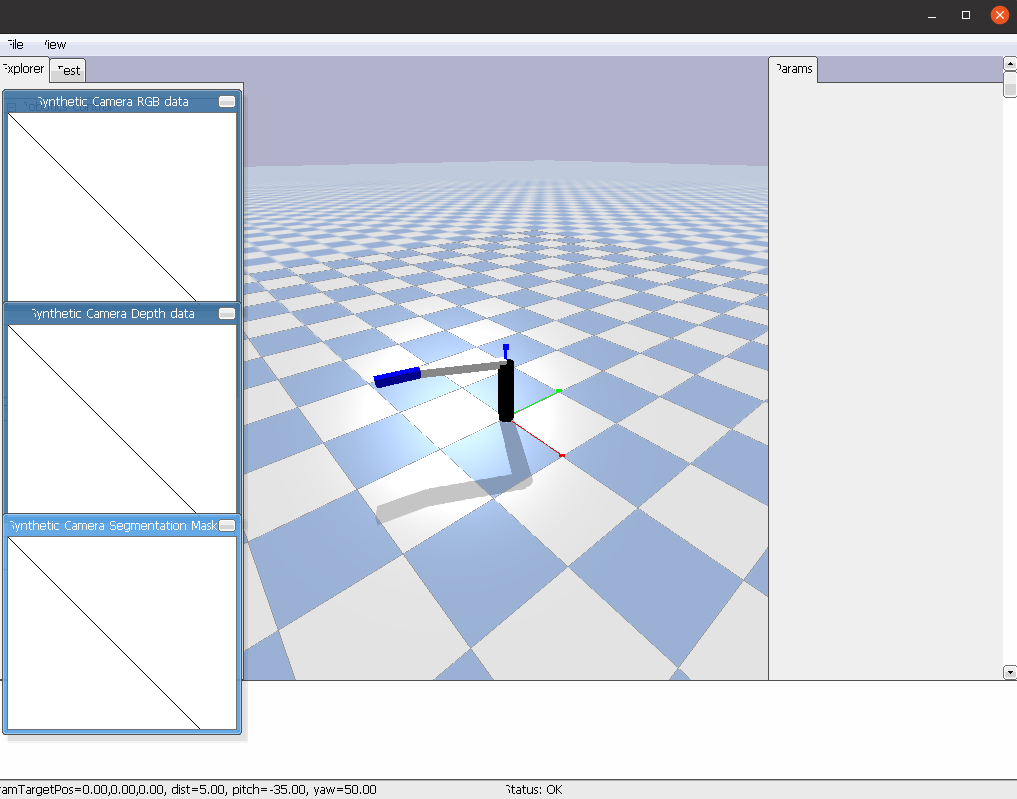 File View
Explorer Test
Params
Synthetic Camera RGB data
Synthetic Camera Depth data
Synthetic Camera Segmentation Mask
amTargetPos=0.00,0.00,0.00, dist=5.00, pitch=-35.00, yaw=50.00
Status: OK